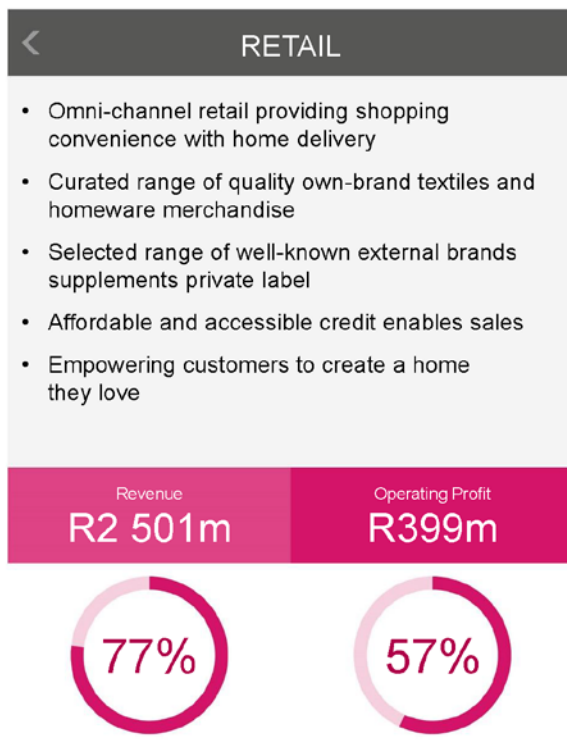 RETAIL
• Omni-channel retail providing shopping
convenience with home delivery
• Curated range of quality own-brand textiles and
homeware merchandise
• Selected range of well-known external brands
supplements private label
• Affordable and accessible credit enables sales
• Empowering customers to create a home
they love
Revenue
R2 501m
Operating Profit
R399m
77%
57%